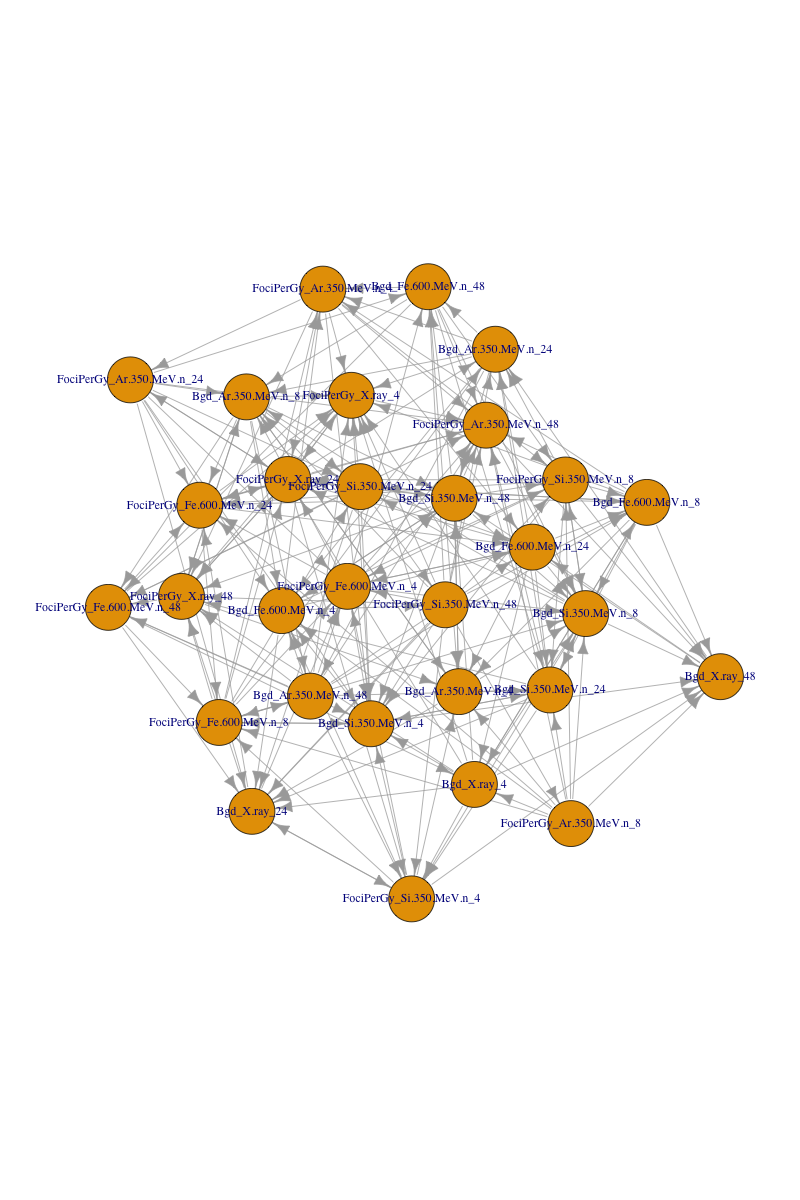 FociPerGy_Ar.350.MeV.n_4
Bgd_Fe.600.MeV.n_48
Bgd_Ar.350.MeV.n_24
FociPerGy_Ar.350.MeV.n_24
Bgd_Ar.350.MeV.n_8
FociPerGy_X.ray_4
FociPerGy_Ar.350.MeV.n_48
FociPerGy_X.ray_24
FociPerGy_Si.350.MeV.n_24
FociPerGy_Si.350.MeV.n_8
Bgd_Si.350.MeV.n_48
Bgd_Fe.600.MeV.n_8
FociPerGy_Fe.600.MeV.n_24
Bgd_Fe.600.MeV.n_24
FociPerGy_Fe.600.MeV.n_4
FociPerGy_X.ray_48
FociPerGy_Fe.600.MeV.n_48
Bgd_Fe.600.MeV.n_4
FociPerGy_Si.350.MeV.n_48
Bgd_Si.350.MeV.n_8
Bgd_X.ray_48
Bgd_Ar.350.MeV.n_48
Bgd_Ar.350.MeV.n_4
Bgd_Si.350.MeV.n_24
FociPerGy_Fe.600.MeV.n_8
Bgd_Si.350.MeV.n_4
Bgd_X.ray_4
Bgd_X.ray_24
FociPerGy_Ar.350.MeV.n_8
FociPerGy_Si.350.MeV.n_4